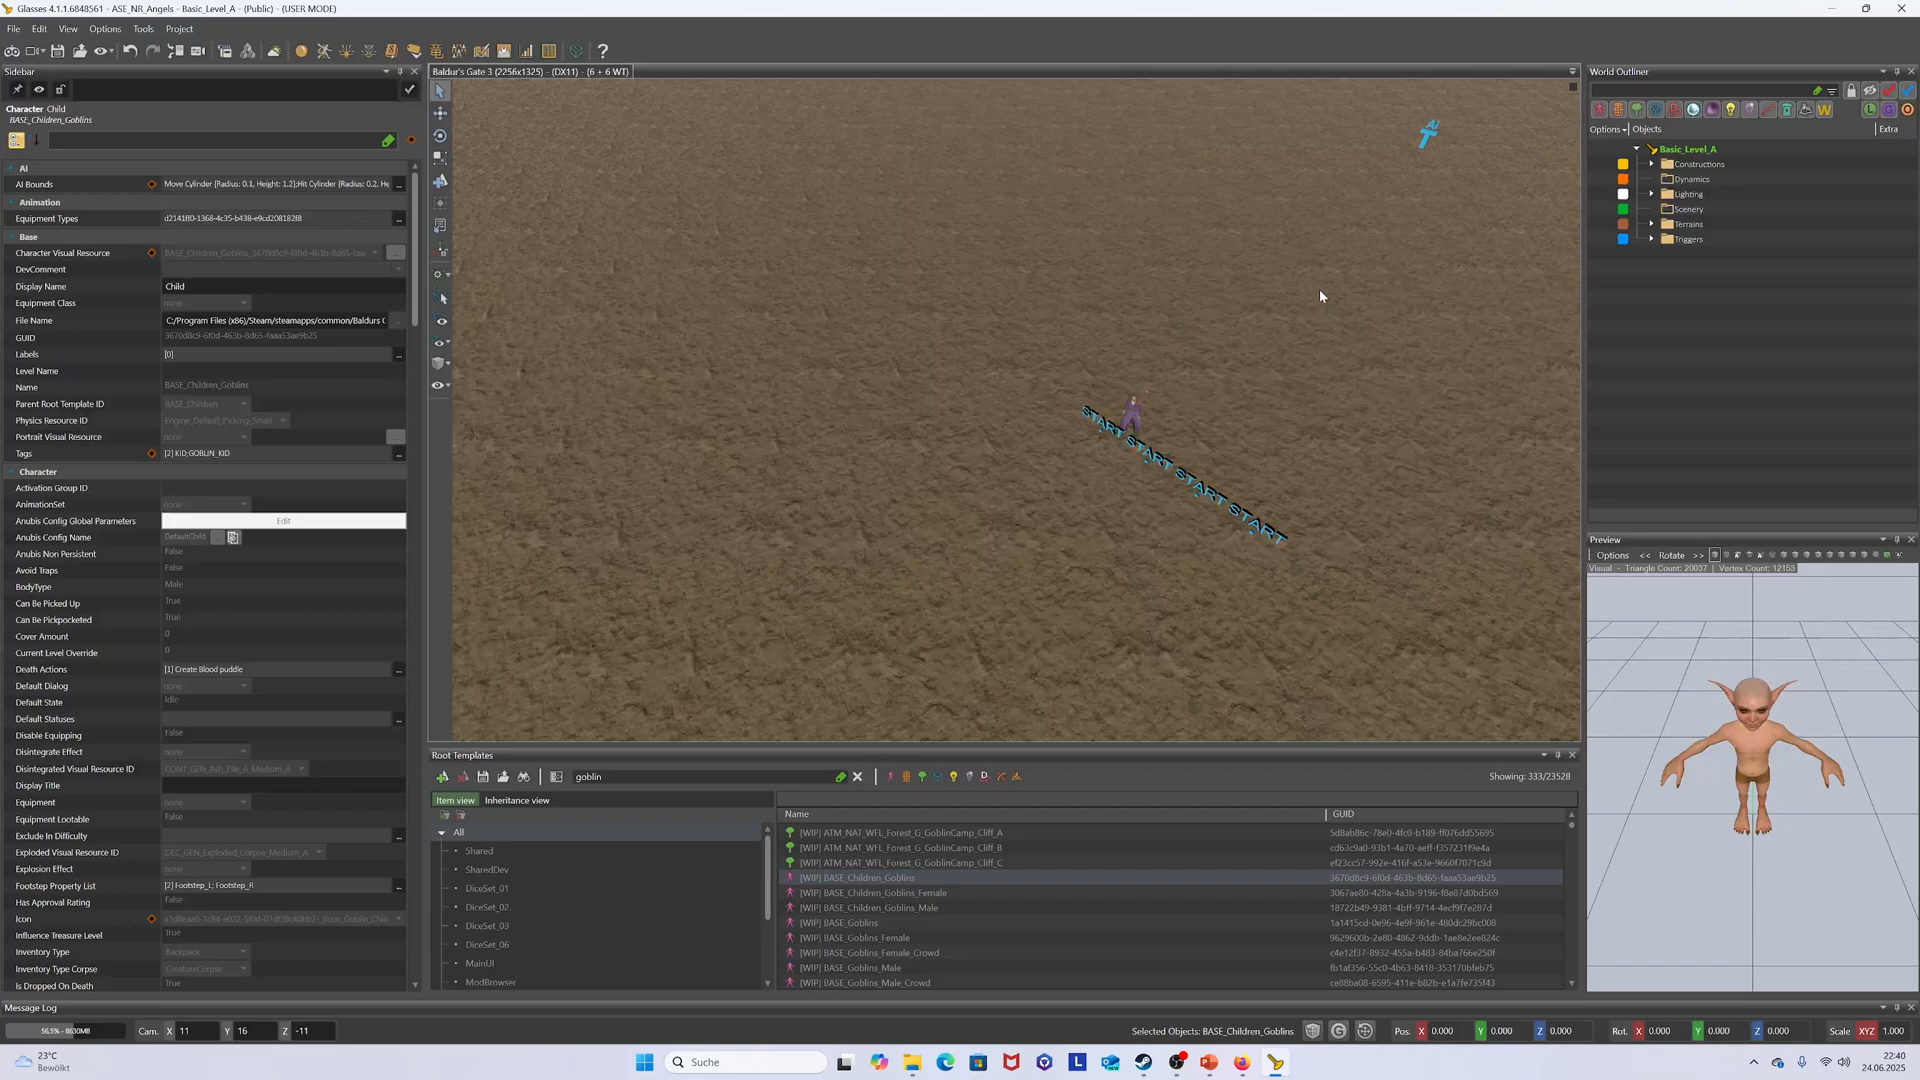 Glasses 4.1.1.6848561 - ASE_NR_Angels - Basic_Level_A - (Public) - (USER MODE)
File Edit View Options Tools Project
Sidebar
Character Child
BASE_Children_Goblins
AI
AI Bounds Move Cylinder {Radius: 0.1, Height: 1.2};Hit Cylinder {Radius: 0.2, He ...
Animation
Equipment Types d2141ff0-1368-4c35-b438-e9cd208182f8 ...
Base
Character Visual Resource BASE_Children_Goblins_3670d8c9-6f0d-463b-8d65-faa ...
DevComment
Display Name Child
Equipment Class none
File Name C:/Program Files (x86)/Steam/steamapps/common/Baldurs G
GUID 3670d8c9-6f0d-463b-8d65-faaa53ae9b25
Labels [0] ...
Level Name
Name BASE_Children_Goblins
Parent Root Template ID BASE_Children
Physics Resource ID Engine_Default_Picking_Small
Portrait Visual Resource none ...
Tags [2] KID;GOBLIN_KID ...
Character
Activation Group ID
AnimationSet none
Anubis Config Global Parameters Edit
Anubis Config Name DefaultChild ...
Anubis Non Persistent False
Avoid Traps False
BodyType Male
Can Be Picked Up True
Can Be Pickpocketed True
Cover Amount 0
Current Level Override 0
Death Actions [1] Create Blood puddle ...
Default Dialog none
Default State Idle
Default Statuses ...
Disable Equipping False
Disintegrate Effect none
Disintegrated Visual Resource ID CONT_GEN_Ash_Pile_A_Medium_A
Display Title
Equipment none
Equipment Lootable False
Exclude In Difficulty ...
Exploded Visual Resource ID DEC_GEN_Exploded_Corpse_Medium_A
Explosion Effect none
Footstep Property List [2] Footstep_L; Footstep_R ...
Has Approval Rating False
Icon
Influence Treasure Level True
Inventory Type Backpack
Inventory Type Corpse CreatureCorpse
Is Dropped On Death True
Baldur's Gate 3 (2256x1325) - (DX11) - (6 + 6 WT)
AI
START START START START
Root Templates
goblin
Showing: 333/23528
Item view Inheritance view
All
Shared
SharedDev
DiceSet_01
DiceSet_02
DiceSet_03
DiceSet_06
MainUI
ModBrowser
Name GUID
[WIP] ATM_NAT_WFL_Forest_G_GoblinCamp_Cliff_A 5d8ab86c-78e0-4fc0-b189-ff076dd55695
[WIP] ATM_NAT_WFL_Forest_G_GoblinCamp_Cliff_B cd63c9a0-93b1-4a70-aeff-f357231f9e4a
[WIP] ATM_NAT_WFL_Forest_G_GoblinCamp_Cliff_C ef23cc57-992e-416f-a53e-9660f7071c9d
[WIP] BASE_Children_Goblins 3670d8c9-6f0d-463b-8d65-faaa53ae9b25
[WIP] BASE_Children_Goblins_Female 3067ae80-428a-4a3b-9196-f8e87d0bd569
[WIP] BASE_Children_Goblins_Male 18722b49-9381-4bff-9714-4ecf9f7e287d
[WIP] BASE_Goblins 1a1415cd-0e96-4e9f-961e-480dc29bc008
[WIP] BASE_Goblins_Female 9629600b-2e80-4862-9ddb-1ae8e2ee824c
[WIP] BASE_Goblins_Female_Crowd c4e12f37-8932-455a-b483-84ba766e250f
[WIP] BASE_Goblins_Male fb1af356-55c0-4b63-8418-353170bfeb75
[WIP] BASE_Goblins_Male_Crowd ce88ba08-6595-411e-b82b-e1a7fe735f43
World Outliner
Options Objects Extra
Basic_Level_A
Constructions
Dynamics
Lighting
Scenery
Terrains
Triggers
Preview
Options << Rotate >>
Visual - Triangle Count: 20037 | Vertex Count: 12153
Message Log
56,5% - 8630MB Cam. X 11 Y 16 Z -11 Selected Objects: BASE_Children_Goblins Pos. X 0.000 Y 0.000 Z 0.000 Rot. X 0.000 Y 0.000 Z 0.000 Scale XYZ 1.000
23°C
Bewölkt
Suche
22:40
24.06.2025